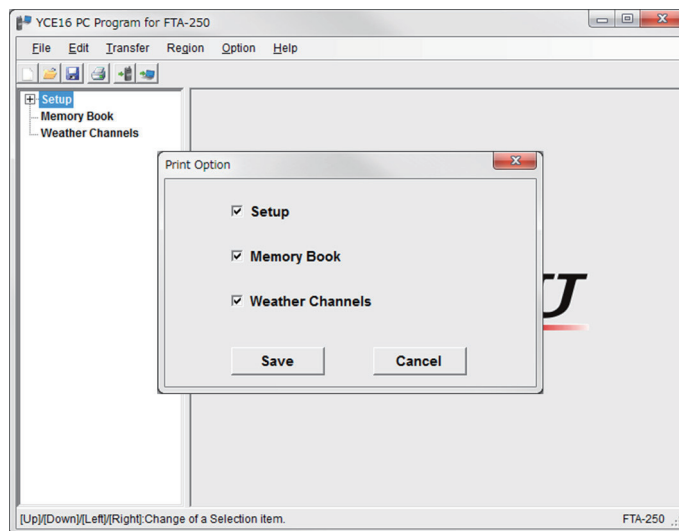 YCE16 PC Program for FTA-250
File Edit Transfer Region Option Help
Setup
Memory Book
Weather Channels
Print Option
Setup
Memory Book
Weather Channels
Save Cancel
[Up]/[Down]/[Left]/[Right]:Change of a Selection item. FTA-250